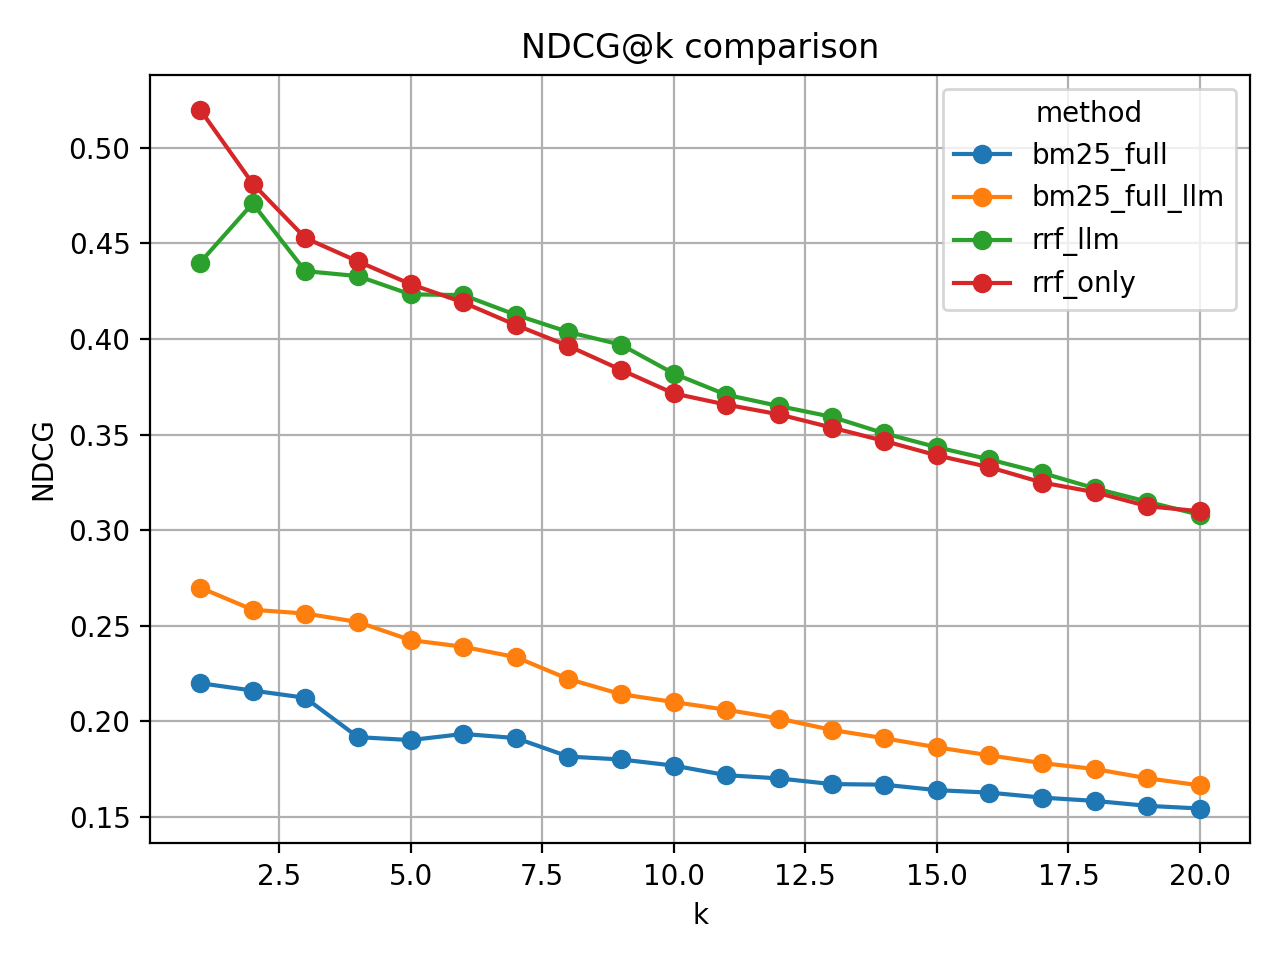 NDCG@k comparison
method
bm25_full
bm25_full_llm
rrf_llm
rrf_only
NDCG
0.50
0.45
0.40
0.35
0.30
0.25
0.20
0.15
2.5 5.0 7.5 10.0 12.5 15.0 17.5 20.0
k